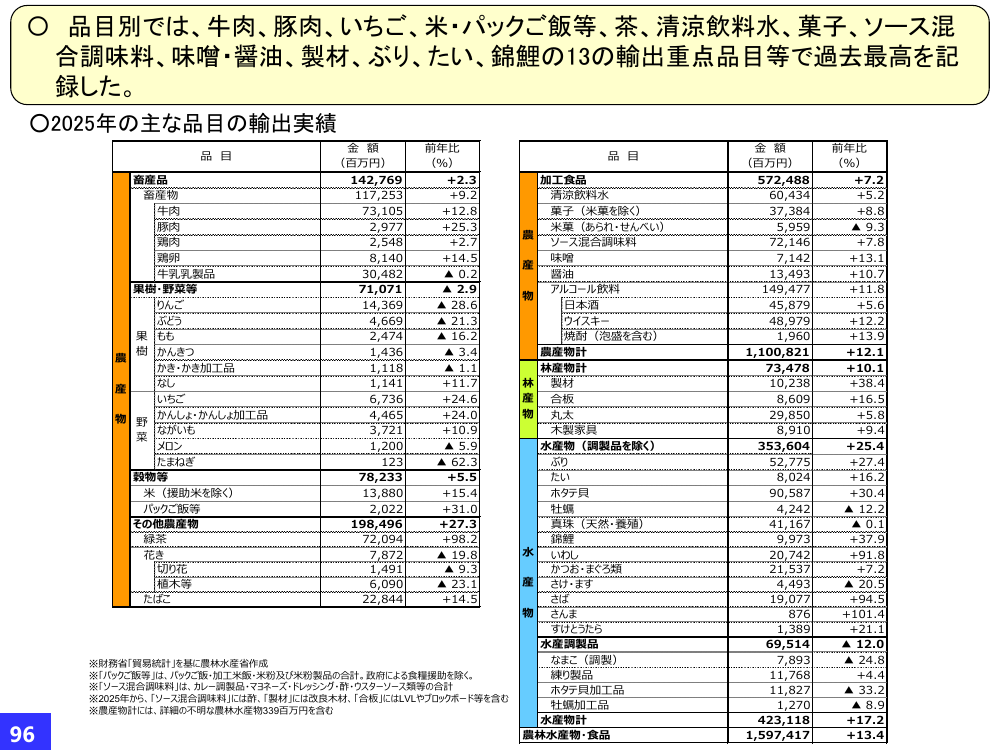 〇　品目別では、牛肉、豚肉、いちご、米・パックご飯等、茶、清涼飲料水、菓子、ソース混
合調味料、味噌・醤油、製材、ぶり、たい、錦鯉の13の輸出重点品目等で過去最高を記
録した。
〇2025年の主な品目の輸出実績
品 目 金 額（百万円） 前年比（%）
農産物
畜産品 142,769 +2.3
畜産物 117,253 +9.2
牛肉 73,105 +12.8
豚肉 2,977 +25.3
鶏肉 2,548 +2.7
鶏卵 8,140 +14.5
牛乳乳製品 30,482 ▲ 0.2
果樹・野菜等 71,071 ▲ 2.9
果樹
りんご 14,369 ▲ 28.6
ぶどう 4,669 ▲ 21.3
もも 2,474 ▲ 16.2
かんきつ 1,436 ▲ 3.4
かき・かき加工品 1,118 ▲ 1.1
なし 1,141 +11.7
野菜
いちご 6,736 +24.6
かんしょ・かんしょ加工品 4,465 +24.0
ながいも 3,721 +10.9
メロン 1,200 ▲ 5.9
たまねぎ 123 ▲ 62.3
穀物等 78,233 +5.5
米（援助米を除く） 13,880 +15.4
パックご飯等 2,022 +31.0
その他農産物 198,496 +27.3
緑茶 72,094 +98.2
花き 7,872 ▲ 19.8
切り花 1,491 ▲ 9.3
植木等 6,090 ▲ 23.1
たばこ 22,844 +14.5
※財務省「貿易統計」を基に農林水産省作成
※「パックご飯等」は、パックご飯・加工米飯・米粉及び米粉製品の合計。政府による食糧援助を除く。
※「ソース混合調味料」は、カレー調製品・マヨネーズ・ドレッシング・酢・ウスターソース類等の合計
※2025年から、「ソース混合調味料」には酢、「製材」には改良木材、「合板」にはLVLやブロックボード等を含む
※農産物計には、詳細の不明な農林水産物339百万円を含む
品 目 金 額（百万円） 前年比（%）
農産物
加工食品 572,488 +7.2
清涼飲料水 60,434 +5.2
菓子（米菓を除く） 37,384 +8.8
米菓（あられ・せんべい） 5,959 ▲ 9.3
ソース混合調味料 72,146 +7.8
味噌 7,142 +13.1
醤油 13,493 +10.7
アルコール飲料 149,477 +11.8
日本酒 45,879 +5.6
ウイスキー 48,979 +12.2
焼酎（泡盛を含む） 1,960 +13.9
農産物計 1,100,821 +12.1
林産物
林産物計 73,478 +10.1
製材 10,238 +38.4
合板 8,609 +16.5
丸太 29,850 +5.8
木製家具 8,910 +9.4
水産物
水産物（調製品を除く） 353,604 +25.4
ぶり 52,775 +27.4
たい 8,024 +16.2
ホタテ貝 90,587 +30.4
牡蠣 4,242 ▲ 12.2
真珠（天然・養殖） 41,167 ▲ 0.1
錦鯉 9,973 +37.9
いわし 20,742 +91.8
かつお・まぐろ類 21,537 +7.2
さけ・ます 4,493 ▲ 20.5
さば 19,077 +94.5
さんま 876 +101.4
すけとうたら 1,389 +21.1
水産調製品 69,514 ▲ 12.0
なまこ（調製） 7,893 ▲ 24.8
練り製品 11,768 +4.4
ホタテ貝加工品 11,827 ▲ 33.2
牡蠣加工品 1,270 ▲ 8.9
水産物計 423,118 +17.2
農林水産物・食品 1,597,417 +13.4
96